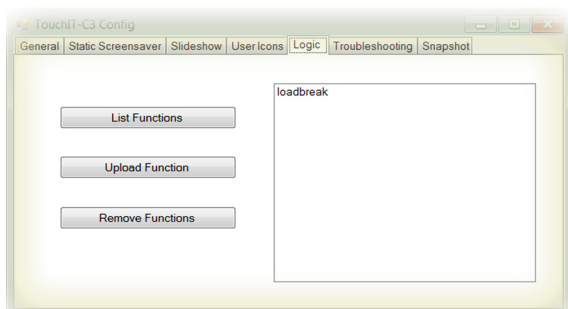 TouchIT-C3 Config
General Static Screensaver Slideshow User Icons Logic Troubleshooting Snapshot
loadbreak
List Functions
Upload Function
Remove Functions